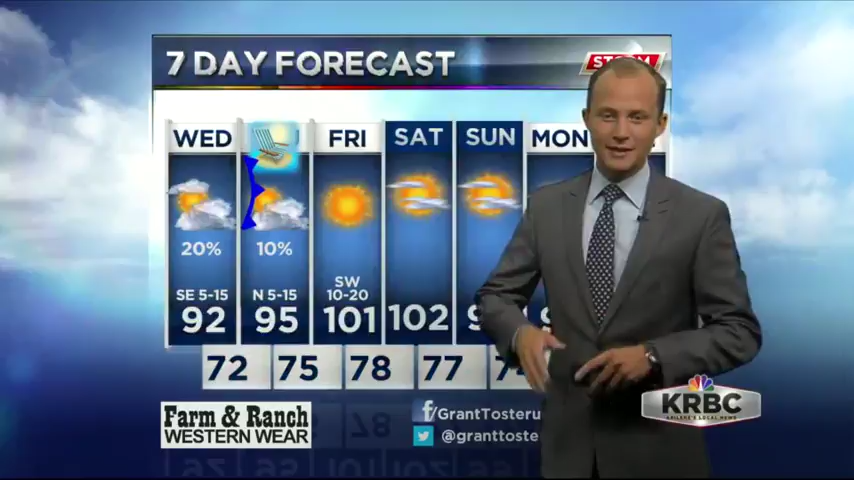 7 DAY FORECAST
WED FRI SAT SUN MON
20% 10%
SE 5-15 N 5-15 SW 10-20
92 95 101 102
72 75 78 77
Farm & Ranch
WESTERN WEAR
/GrantTosteru
@granttoste
KRBC
ABILENE'S LOCAL NEWS